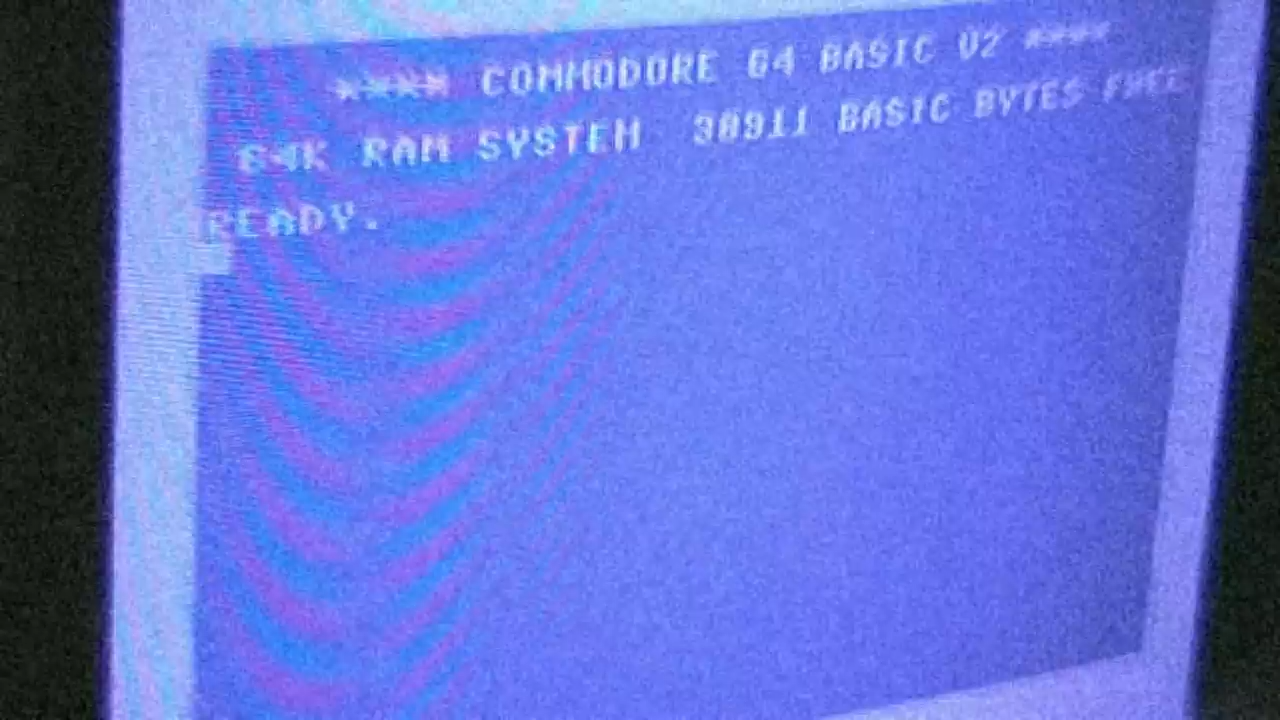 **** COMMODORE 64 BASIC V2 ****
64K RAM SYSTEM 38911 BASIC BYTES FREE
READY.